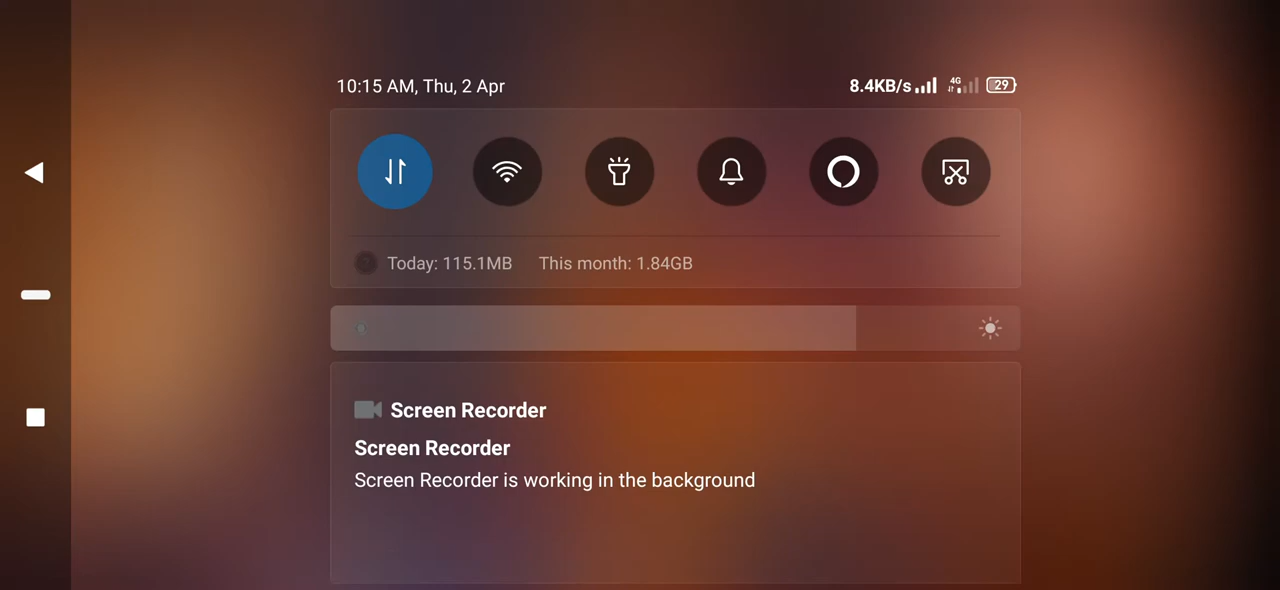 10:15 AM, Thu, 2 Apr
8.4KB/s 4G 29
Today: 115.1MB This month: 1.84GB
Screen Recorder
Screen Recorder
Screen Recorder is working in the background